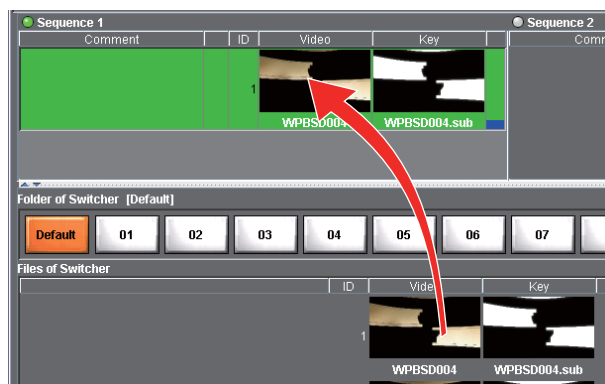 Sequence 1
Sequence 2
Comment ID Video Key
1
WPBSD004 WPBSD004.sub
Folder of Switcher [Default]
Default 01 02 03 04 05 06 07
Files of Switcher
ID Video Key
1
WPBSD004 WPBSD004.sub